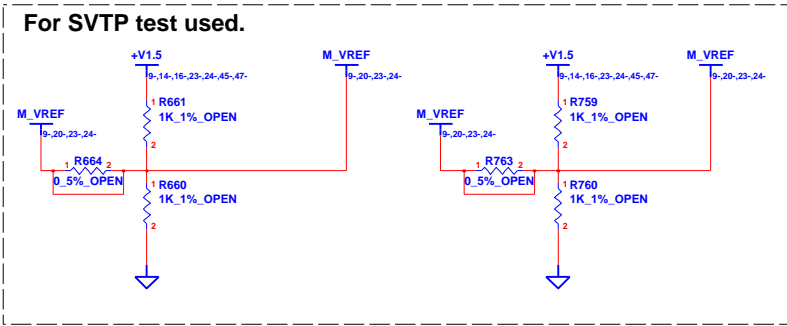 For SVTP test used.
+V1.5
9-,14-,16-,23-,24-,45-,47-
M_VREF
9-,20-,23-,24-
1 R661
1K_1%_OPEN
2
M_VREF
9-,20-,23-,24-
1 R664 2
0_5%_OPEN
1 R660
1K_1%_OPEN
2
+V1.5
9-,14-,16-,23-,24-,45-,47-
M_VREF
9-,20-,23-,24-
1 R759
1K_1%_OPEN
2
M_VREF
9-,20-,23-,24-
1 R763 2
0_5%_OPEN
1 R760
1K_1%_OPEN
2